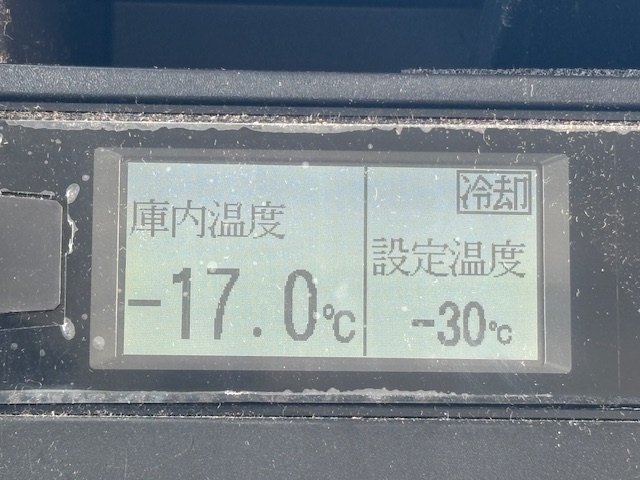 冷却
庫内温度
設定温度
-17.0℃
-30℃